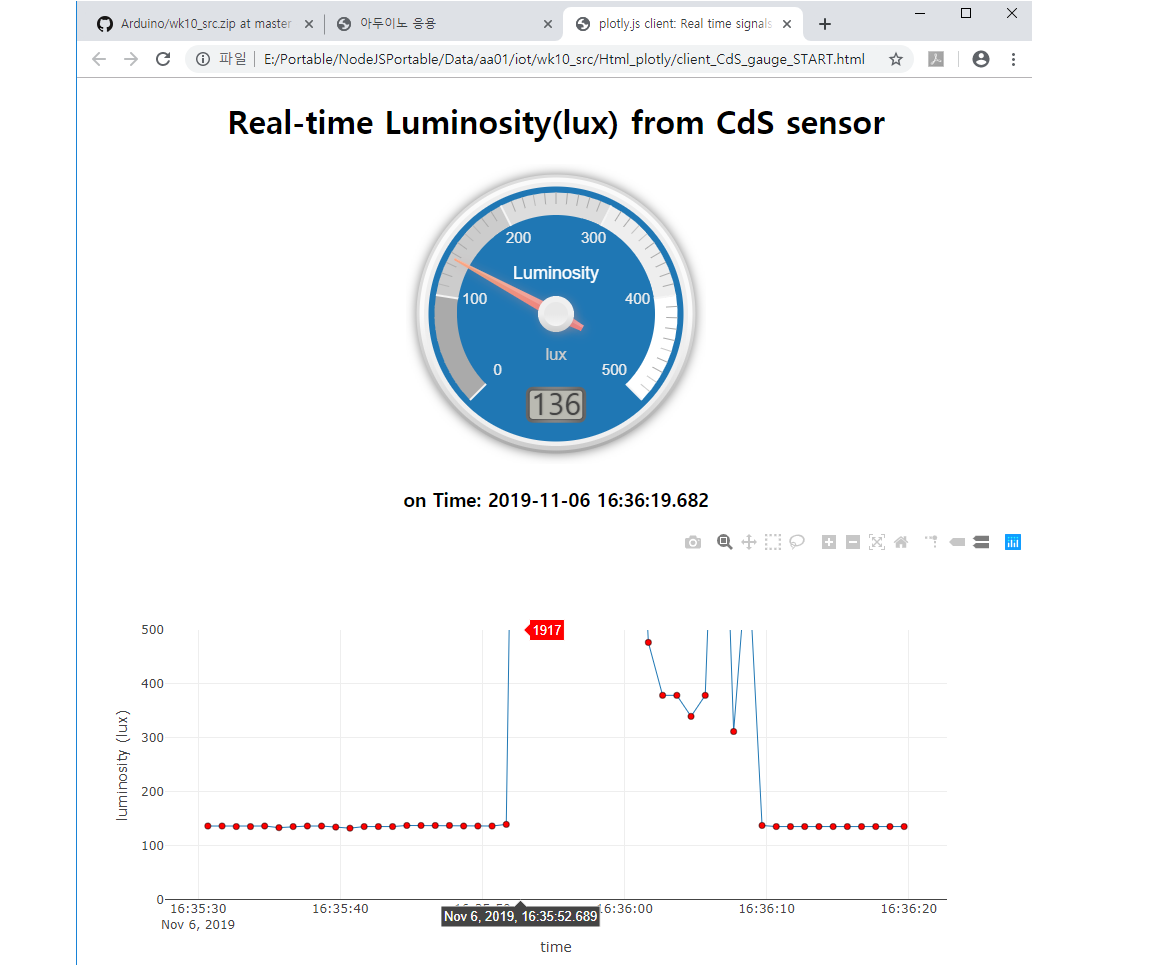 Arduino/wk10_src.zip at master
아두이노 응용
plotly.js client: Real time signals
파일
E:/Portable/NodeJSPortable/Data/aa01/iot/wk10_src/Html_plotly/client_CdS_gauge_START.html
Real-time Luminosity(lux) from CdS sensor
200 300
Luminosity
100 400
lux
0 500
136
on Time: 2019-11-06 16:36:19.682
500
1917
400
300
200
100
0
luminosity (lux)
16:35:30 16:35:40 16:36:00 16:36:10 16:36:20
Nov 6, 2019
Nov 6, 2019, 16:35:52.689
time